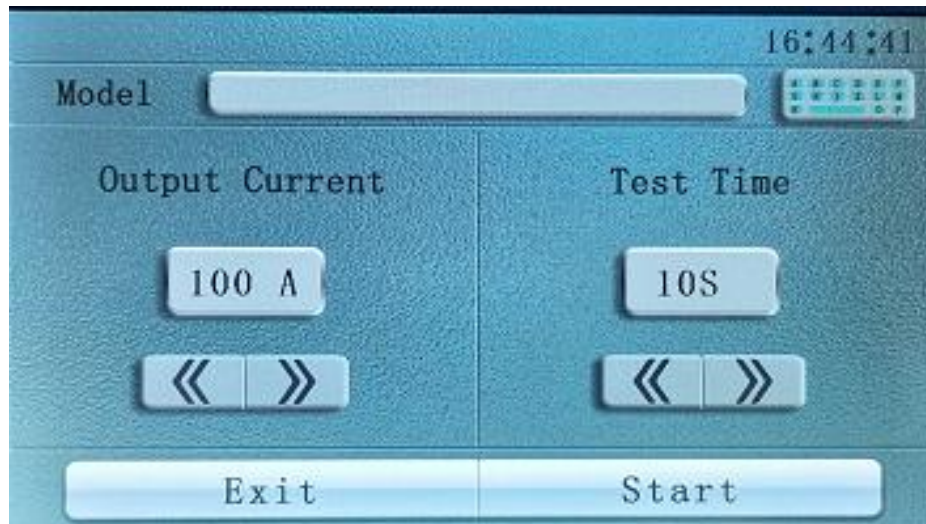 16:44:41
Model
Output Current
Test Time
100 A
10S
« »
« »
Exit
Start